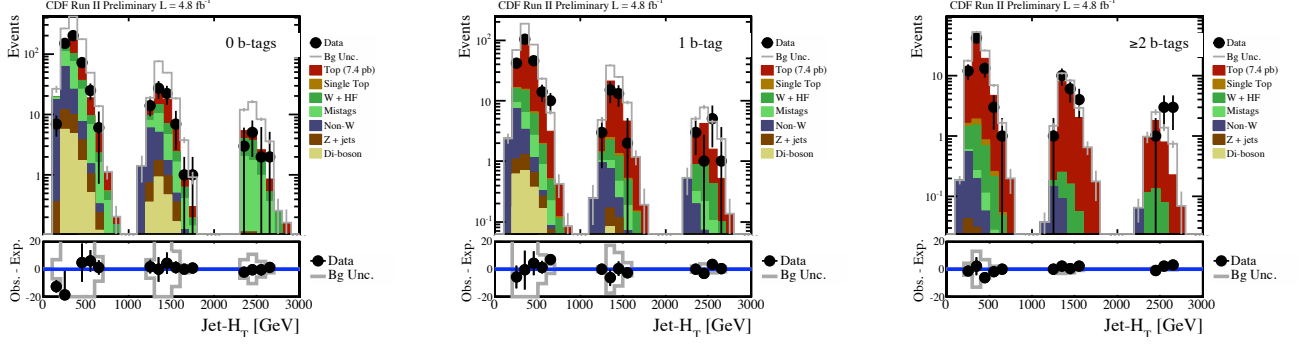 CDF Run II Preliminary L = 4.8 fb⁻¹
Events
0 b-tags
10²
10
1
Data
Bg Unc.
Top (7.4 pb)
Single Top
W + HF
Mistags
Non-W
Z + jets
Di-boson
Obs. - Exp.
20
0
-20
Data
Bg Unc.
0 500 1000 1500 2000 2500 3000
Jet-H_T [GeV]
CDF Run II Preliminary L = 4.8 fb⁻¹
Events
1 b-tag
10²
10
1
10⁻¹
Data
Bg Unc.
Top (7.4 pb)
Single Top
W + HF
Mistags
Non-W
Z + jets
Di-boson
Obs. - Exp.
20
0
-20
Data
Bg Unc.
0 500 1000 1500 2000 2500 3000
Jet-H_T [GeV]
CDF Run II Preliminary L = 4.8 fb⁻¹
Events
≥2 b-tags
10
1
10⁻¹
Data
Bg Unc.
Top (7.4 pb)
Single Top
W + HF
Mistags
Non-W
Z + jets
Di-boson
Obs. - Exp.
20
0
-20
Data
Bg Unc.
0 500 1000 1500 2000 2500 3000
Jet-H_T [GeV]